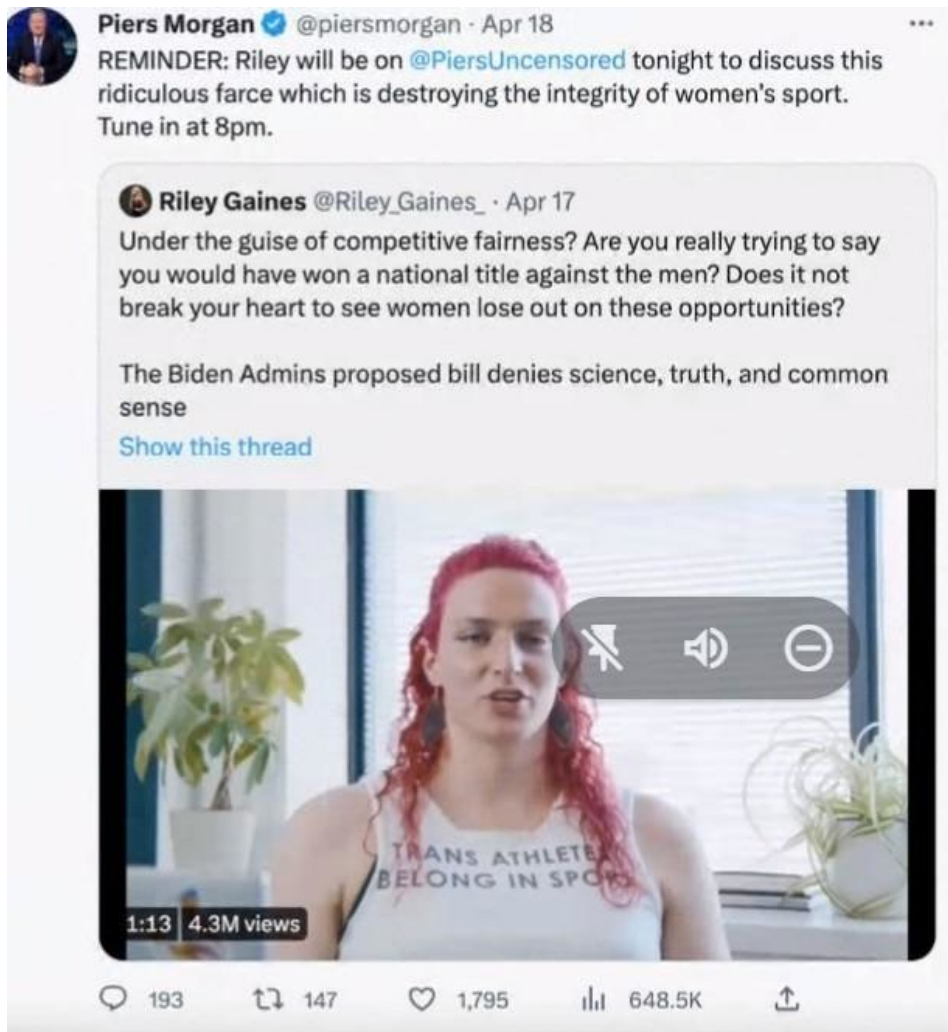 Piers Morgan @piersmorgan · Apr 18
REMINDER: Riley will be on @PiersUncensored tonight to discuss this
ridiculous farce which is destroying the integrity of women's sport.
Tune in at 8pm.
Riley Gaines @Riley_Gaines_ · Apr 17
Under the guise of competitive fairness? Are you really trying to say
you would have won a national title against the men? Does it not
break your heart to see women lose out on these opportunities?
The Biden Admins proposed bill denies science, truth, and common
sense
Show this thread
TRANS ATHLETE
BELONG IN SPORTS
1:13 4.3M views
193 147 1,795 648.5K